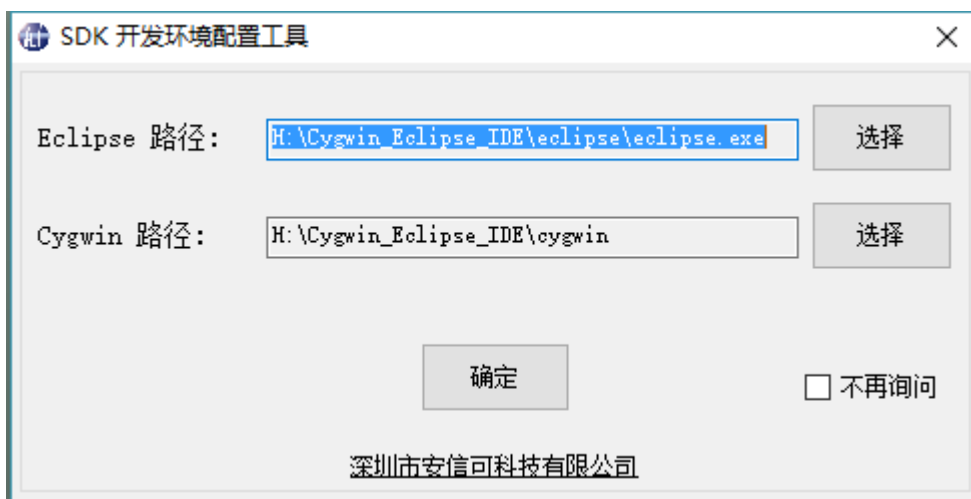 SDK 开发环境配置工具
Eclipse 路径: H:\Cygwin_Eclipse_IDE\eclipse\eclipse.exe 选择
Cygwin 路径: H:\Cygwin_Eclipse_IDE\cygwin 选择
确定
不再询问
深圳市安信可科技有限公司